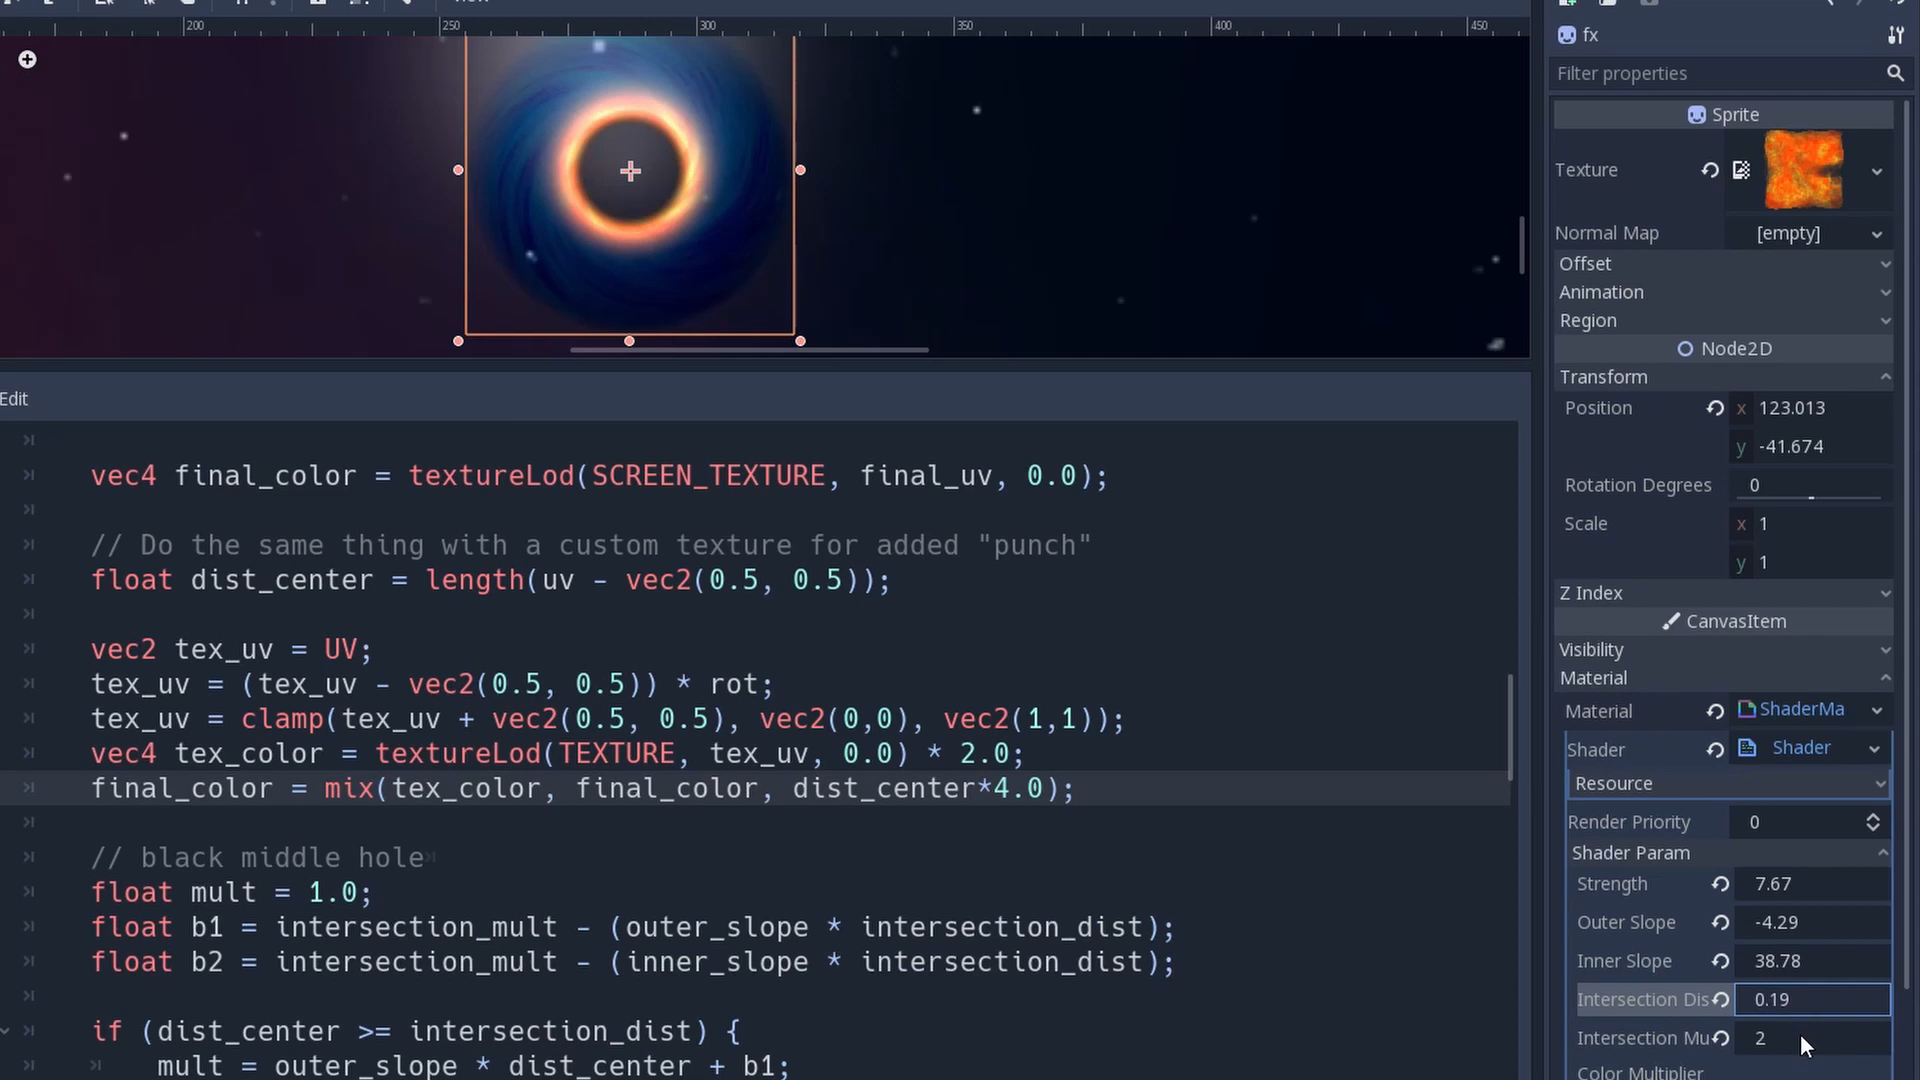 200
250
300
350
400
450
fx
Filter properties
Sprite
Texture
Normal Map [empty]
Offset
Animation
Region
Node2D
Transform
Position x 123.013
y -41.674
Rotation Degrees 0
Scale x 1
y 1
Z Index
CanvasItem
Visibility
Material
Material ShaderMa
Shader Shader
Resource
Render Priority 0
Shader Param
Strength 7.67
Outer Slope -4.29
Inner Slope 38.78
Intersection Dis 0.19
Intersection Mu 2
Color Multiplier
Edit
vec4 final_color = textureLod(SCREEN_TEXTURE, final_uv, 0.0);
// Do the same thing with a custom texture for added "punch"
float dist_center = length(uv - vec2(0.5, 0.5));
vec2 tex_uv = UV;
tex_uv = (tex_uv - vec2(0.5, 0.5)) * rot;
tex_uv = clamp(tex_uv + vec2(0.5, 0.5), vec2(0,0), vec2(1,1));
vec4 tex_color = textureLod(TEXTURE, tex_uv, 0.0) * 2.0;
final_color = mix(tex_color, final_color, dist_center*4.0);
// black middle hole
float mult = 1.0;
float b1 = intersection_mult - (outer_slope * intersection_dist);
float b2 = intersection_mult - (inner_slope * intersection_dist);
if (dist_center >= intersection_dist) {
mult = outer_slope * dist_center + b1;